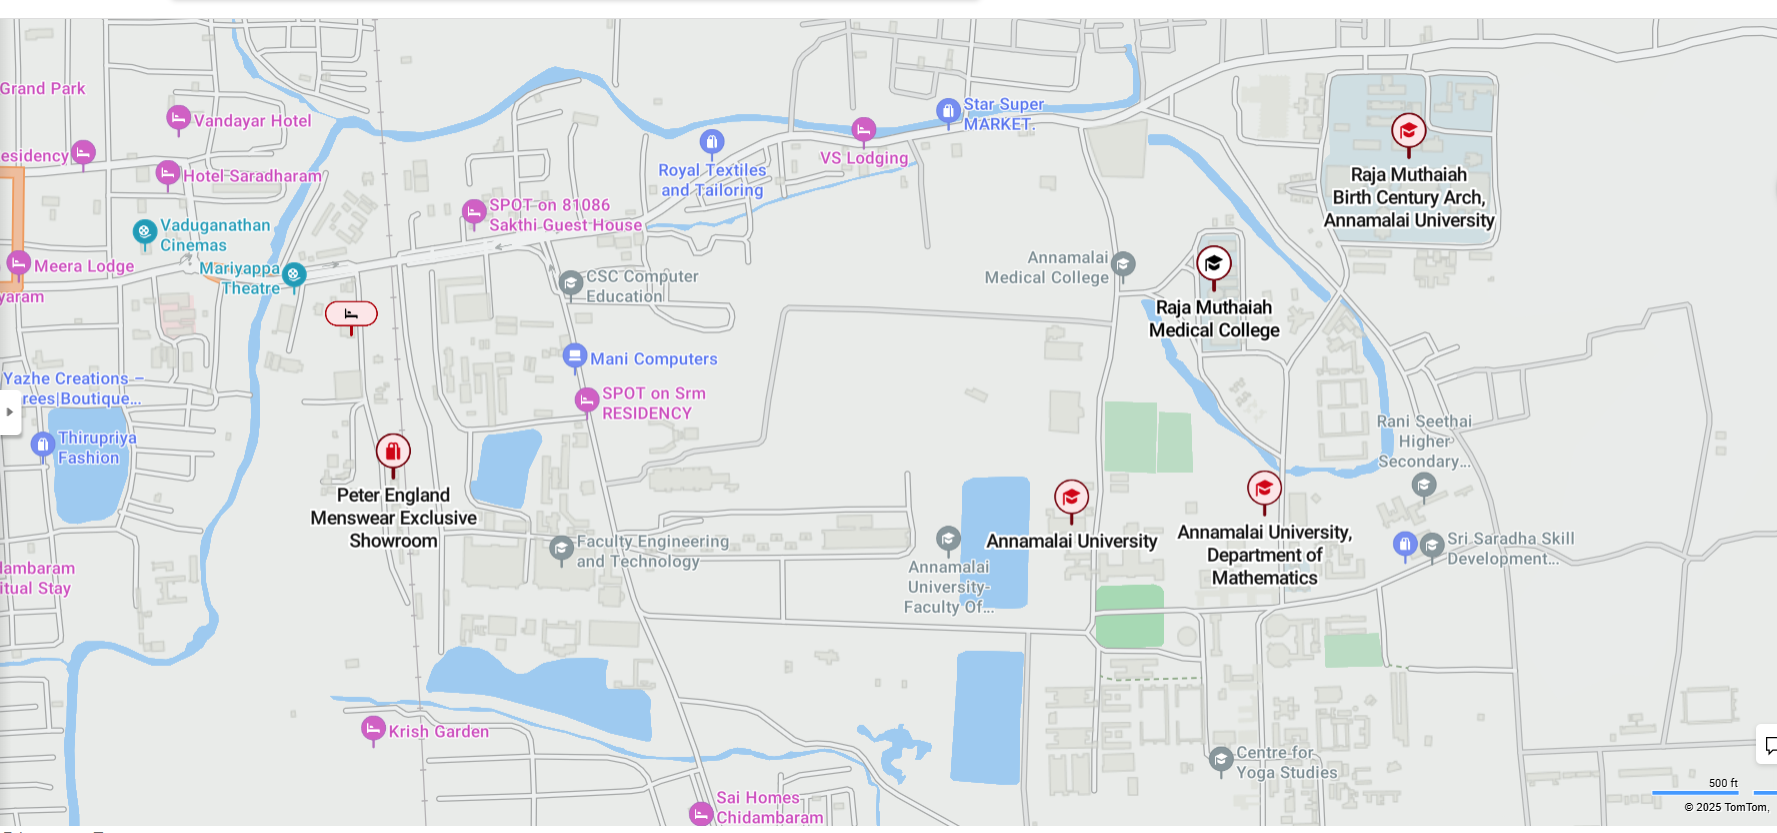 Grand Park
Vandayar Hotel
esidency
Hotel Saradharam
Vaduganathan
Cinemas
Meera Lodge
Mariyappa
Theatre
yaram
Star Super
MARKET.
VS Lodging
Royal Textiles
and Tailoring
SPOT on 81086
Sakthi Guest House
CSC Computer
Education
Annamalai
Medical College
Raja Muthaiah
Birth Century Arch,
Annamalai University
Raja Muthaiah
Medical College
Mani Computers
SPOT on Srm
RESIDENCY
Yazhe Creations –
rees|Boutique...
Thirupriya
Fashion
Peter England
Menswear Exclusive
Showroom
Rani Seethai
Higher
Secondary...
Annamalai University
Annamalai University,
Department of
Mathematics
Faculty Engineering
and Technology
Annamalai
University-
Faculty Of...
Sri Saradha Skill
Development...
lambaram
itual Stay
Krish Garden
Centre for
Yoga Studies
Sai Homes
Chidambaram
500 ft
© 2025 TomTom,